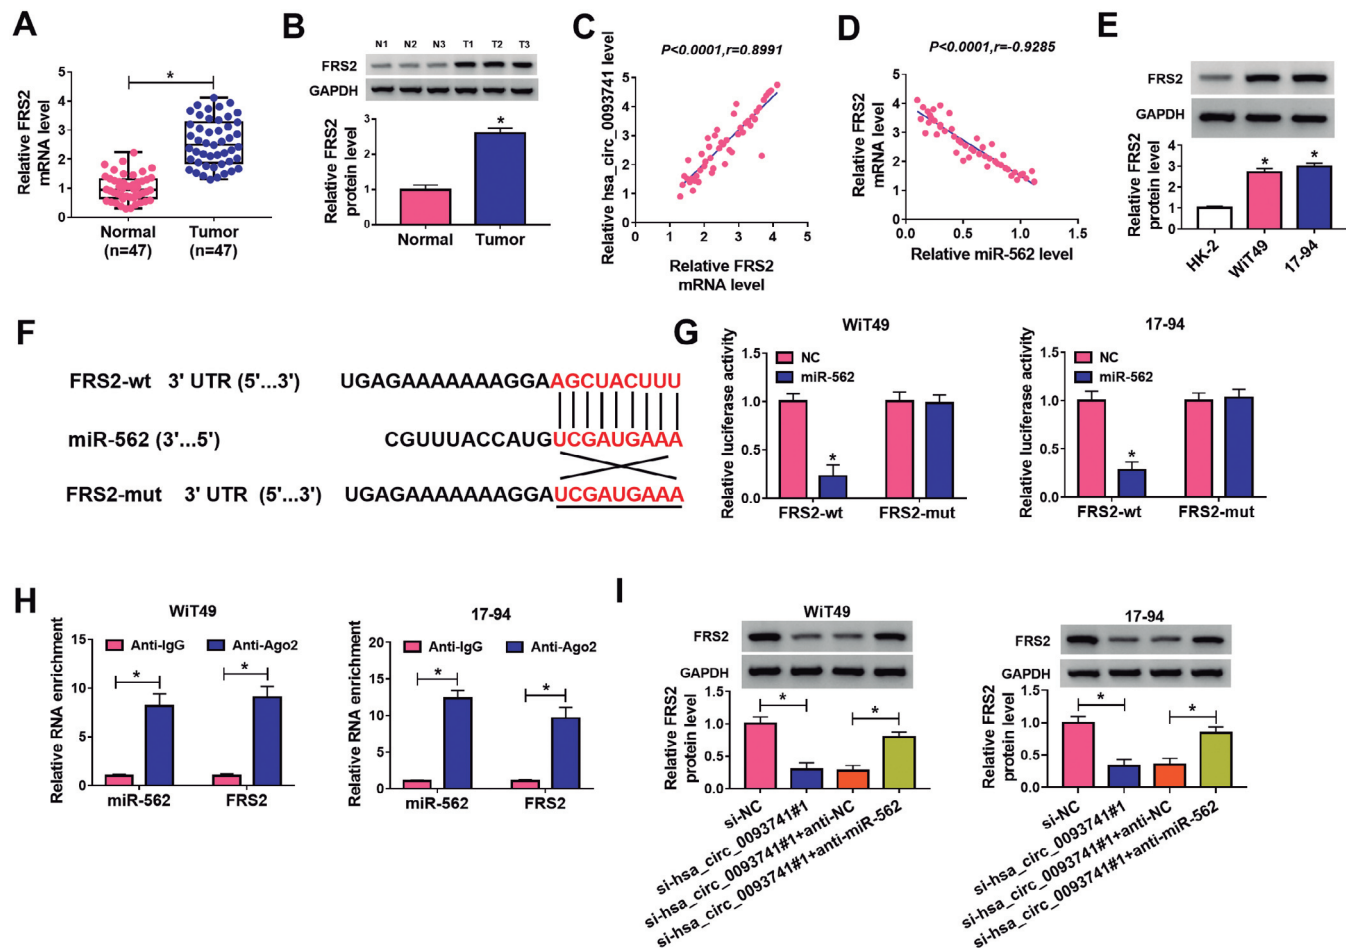 A
Relative FRS2
mRNA level
5
4
3
2
1
0
*
Normal
(n=47)
Tumor
(n=47)
B
N1 N2 N3 T1 T2 T3
FRS2
GAPDH
Relative FRS2
protein level
3
2
1
0
*
Normal Tumor
C
P<0.0001,r=0.8991
Relative hsa_circ_0093741 level
5
4
3
2
1
0
0 1 2 3 4 5
Relative FRS2
mRNA level
D
P<0.0001,r=-0.9285
Relative FRS2
mRNA level
5
4
3
2
1
0
0.0 0.5 1.0 1.5
Relative miR-562 level
E
FRS2
GAPDH
Relative FRS2
protein level
4
3
2
1
0
* *
HK-2 WiT49 17-94
F
FRS2-wt 3' UTR (5'...3') UGAGAAAAAAAGGAAGCUACUUU
miR-562 (3'...5') CGUUUACCAUGUCGAUGAAA
FRS2-mut 3' UTR (5'...3') UGAGAAAAAAAGGAUCGAUGAAA
G
WiT49
Relative luciferase activity
1.5
1.0
0.5
0.0
NC
miR-562
*
FRS2-wt FRS2-mut
17-94
Relative luciferase activity
1.5
1.0
0.5
0.0
NC
miR-562
*
FRS2-wt FRS2-mut
H
WiT49
Relative RNA enrichment
15
10
5
0
Anti-IgG Anti-Ago2
* *
miR-562 FRS2
17-94
Relative RNA enrichment
20
15
10
5
0
Anti-IgG Anti-Ago2
* *
miR-562 FRS2
I
WiT49
FRS2
GAPDH
Relative FRS2
protein level
1.5
1.0
0.5
0.0
* *
si-NC
si-hsa_circ_0093741#1
si-hsa_circ_0093741#1+anti-NC
si-hsa_circ_0093741#1+anti-miR-562
17-94
FRS2
GAPDH
Relative FRS2
protein level
1.5
1.0
0.5
0.0
* *
si-NC
si-hsa_circ_0093741#1
si-hsa_circ_0093741#1+anti-NC
si-hsa_circ_0093741#1+anti-miR-562